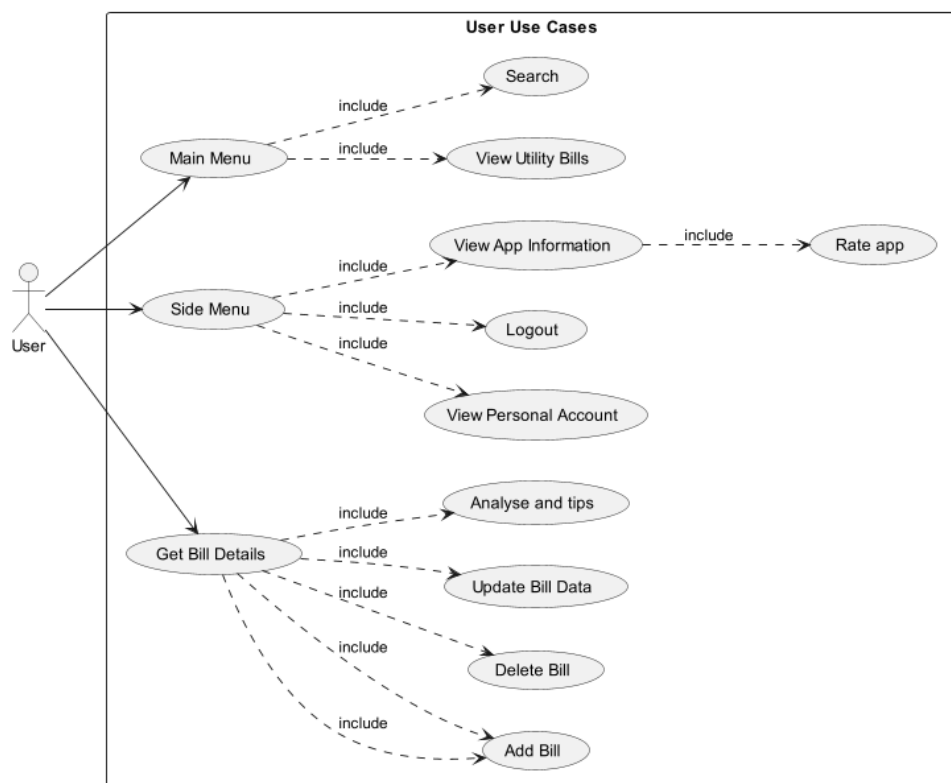 User Use Cases
Search
include
Main Menu
include
View Utility Bills
View App Information
include
Rate app
include
Side Menu
include
Logout
User
include
View Personal Account
Analyse and tips
include
Get Bill Details
include
Update Bill Data
include
Delete Bill
include
include
Add Bill